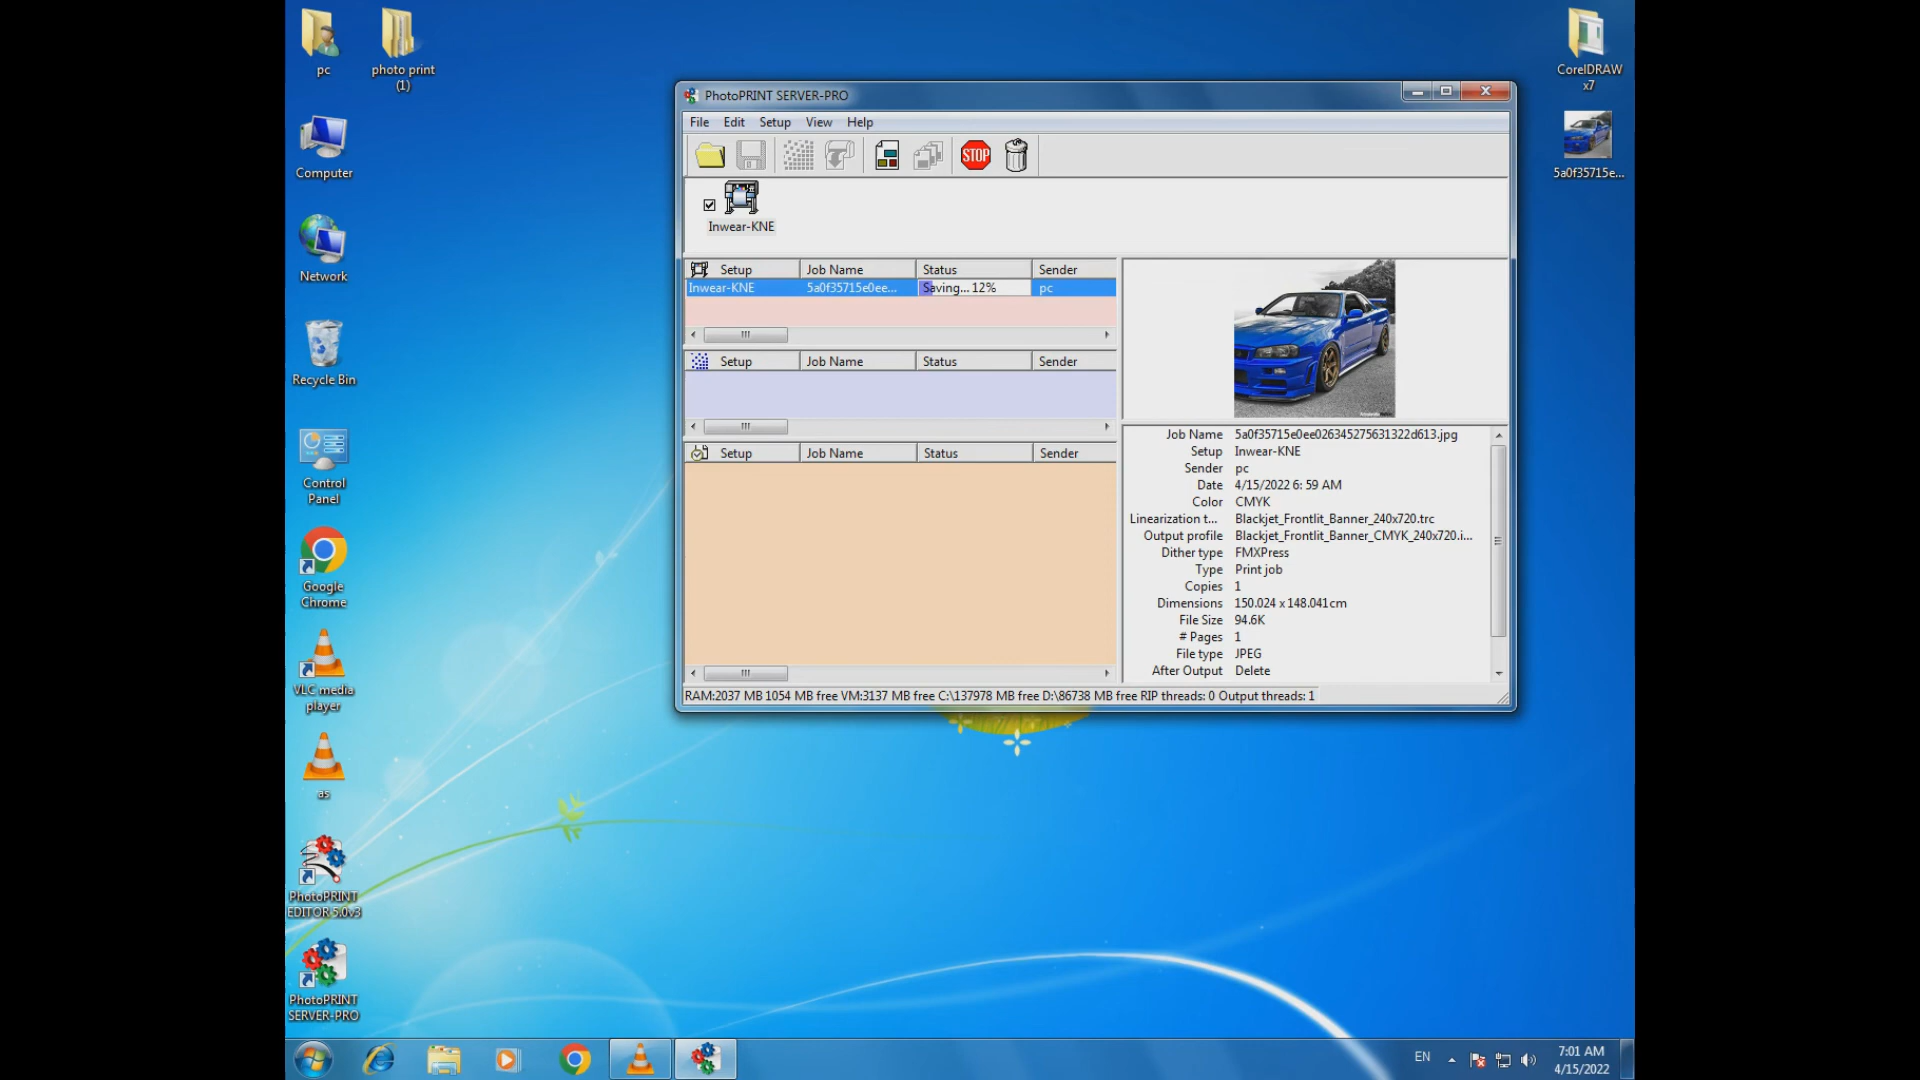 pc
photo print
(1)
Computer
Network
Recycle Bin
Control
Panel
Google
Chrome
VLC media
player
as
PhotoPRINT
EDITOR 5.0v3
PhotoPRINT
SERVER-PRO
CorelDRAW
x7
5a0f35715e...
PhotoPRINT SERVER-PRO
File Edit Setup View Help
STOP
Inwear-KNE
Setup Job Name Status Sender
Inwear-KNE 5a0f35715e0ee... Saving... 12% pc
Setup Job Name Status Sender
Setup Job Name Status Sender
Job Name 5a0f35715e0ee026345275631322d613.jpg
Setup Inwear-KNE
Sender pc
Date 4/15/2022 6: 59 AM
Color CMYK
Linearization t... Blackjet_Frontlit_Banner_240x720.trc
Output profile Blackjet_Frontlit_Banner_CMYK_240x720.i...
Dither type FMXPress
Type Print job
Copies 1
Dimensions 150.024 x 148.041cm
File Size 94.6K
# Pages 1
File type JPEG
After Output Delete
RAM:2037 MB 1054 MB free VM:3137 MB free C:\137978 MB free D:\86738 MB free RIP threads: 0 Output threads: 1
EN
7:01 AM
4/15/2022